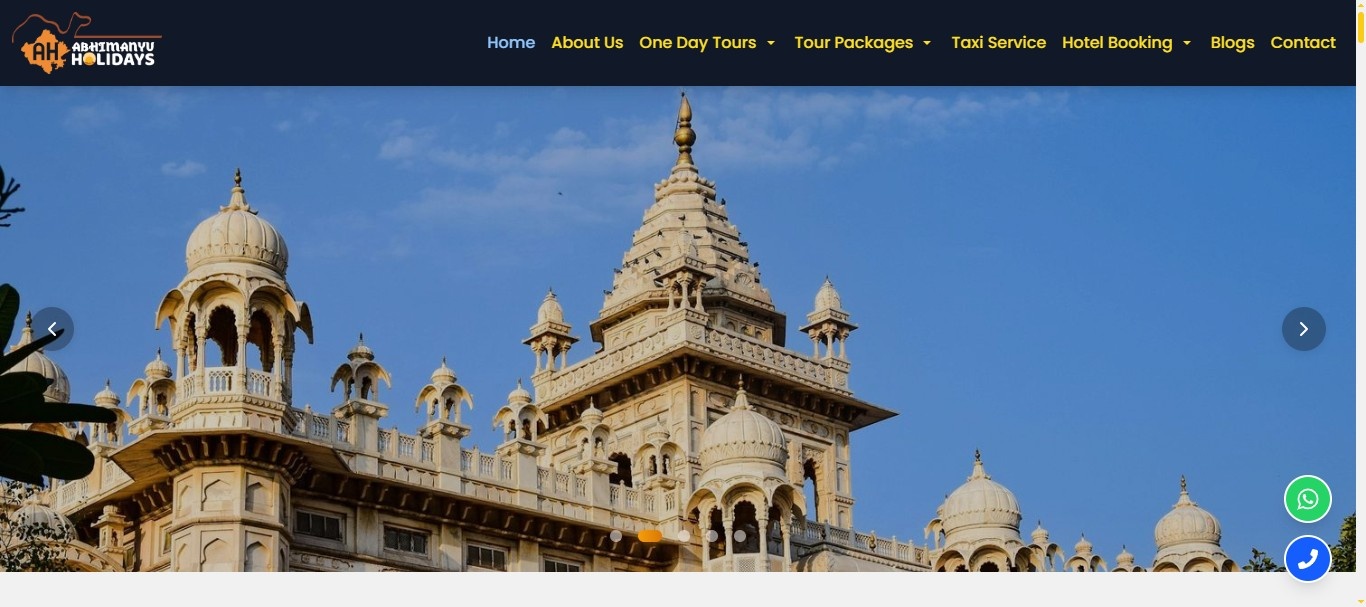 AH ABHIMANYU
HOLIDAYS
Home About Us One Day Tours Tour Packages Taxi Service Hotel Booking Blogs Contact